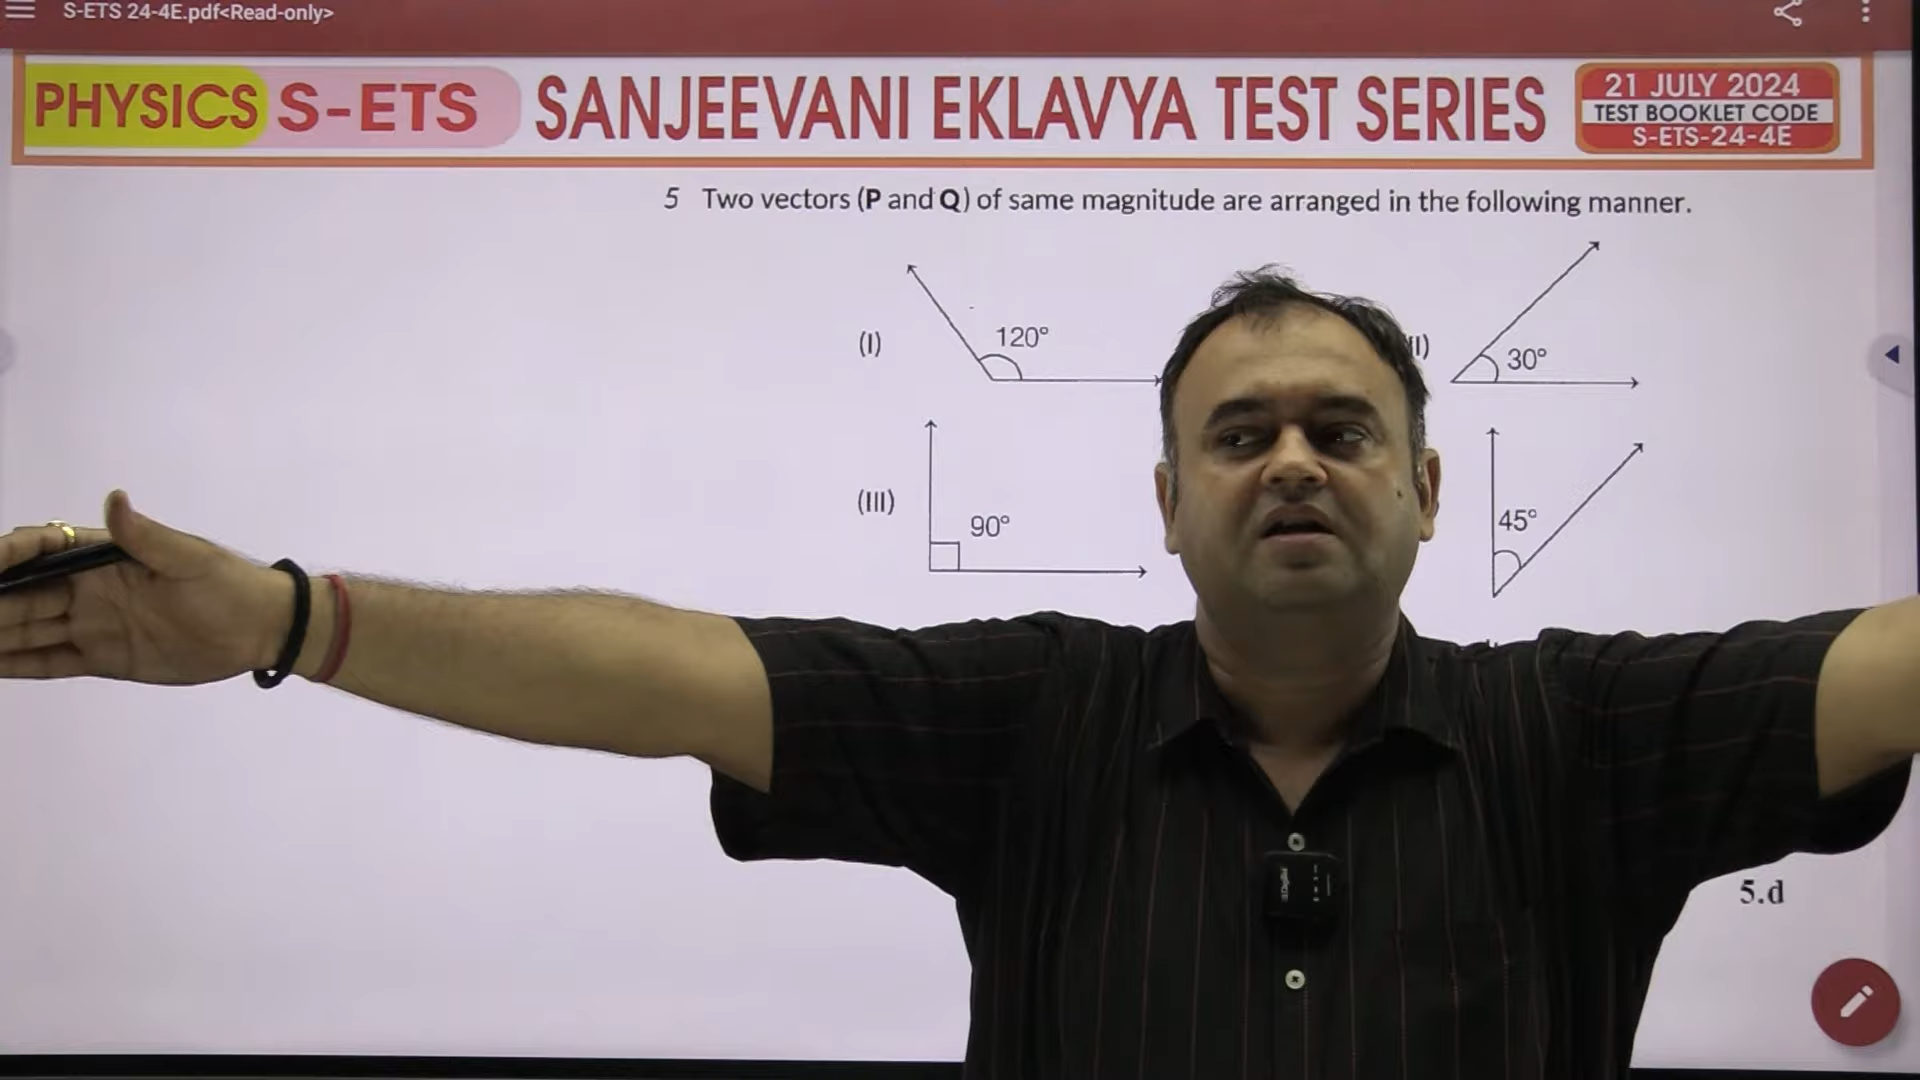 S-ETS 24-4E.pdf<Read-only>
PHYSICS S-ETS SANJEEVANI EKLAVYA TEST SERIES
21 JULY 2024
TEST BOOKLET CODE
S-ETS-24-4E
5 Two vectors (P and Q) of same magnitude are arranged in the following manner.
(I) 120°
I) 30°
(III) 90°
45°
5.d